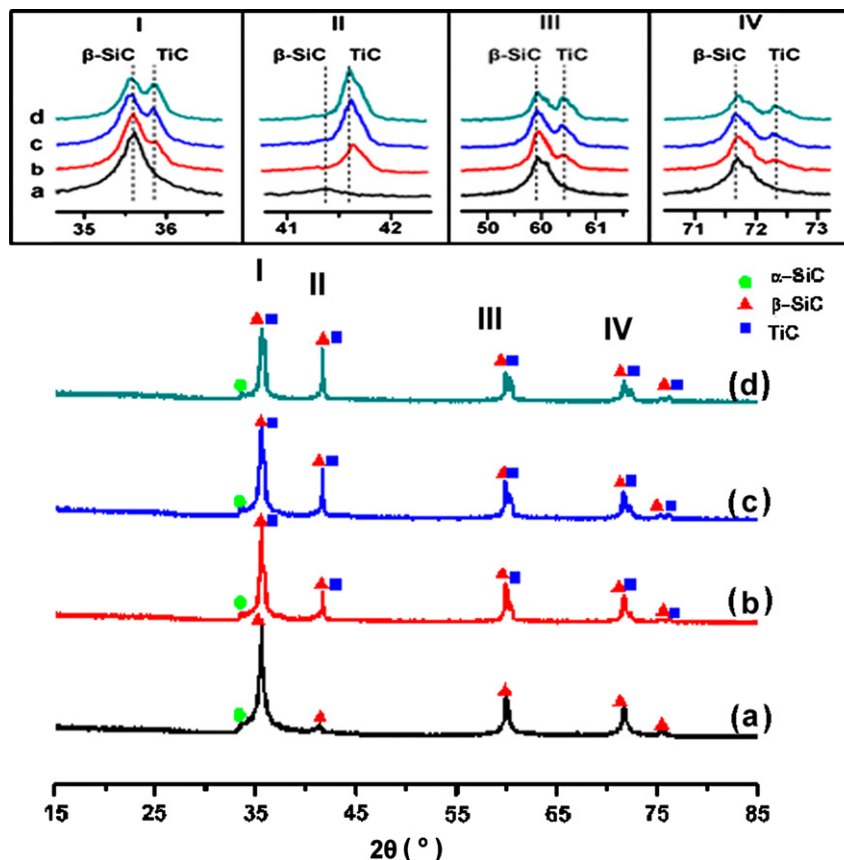 I II III IV
β-SiC TiC β-SiC TiC β-SiC TiC β-SiC TiC
d
c
b
a
35 36 41 42 50 60 61 71 72 73
I II III IV
α-SiC
β-SiC
TiC
(d)
(c)
(b)
(a)
15 25 35 45 55 65 75 85
2θ ( ° )